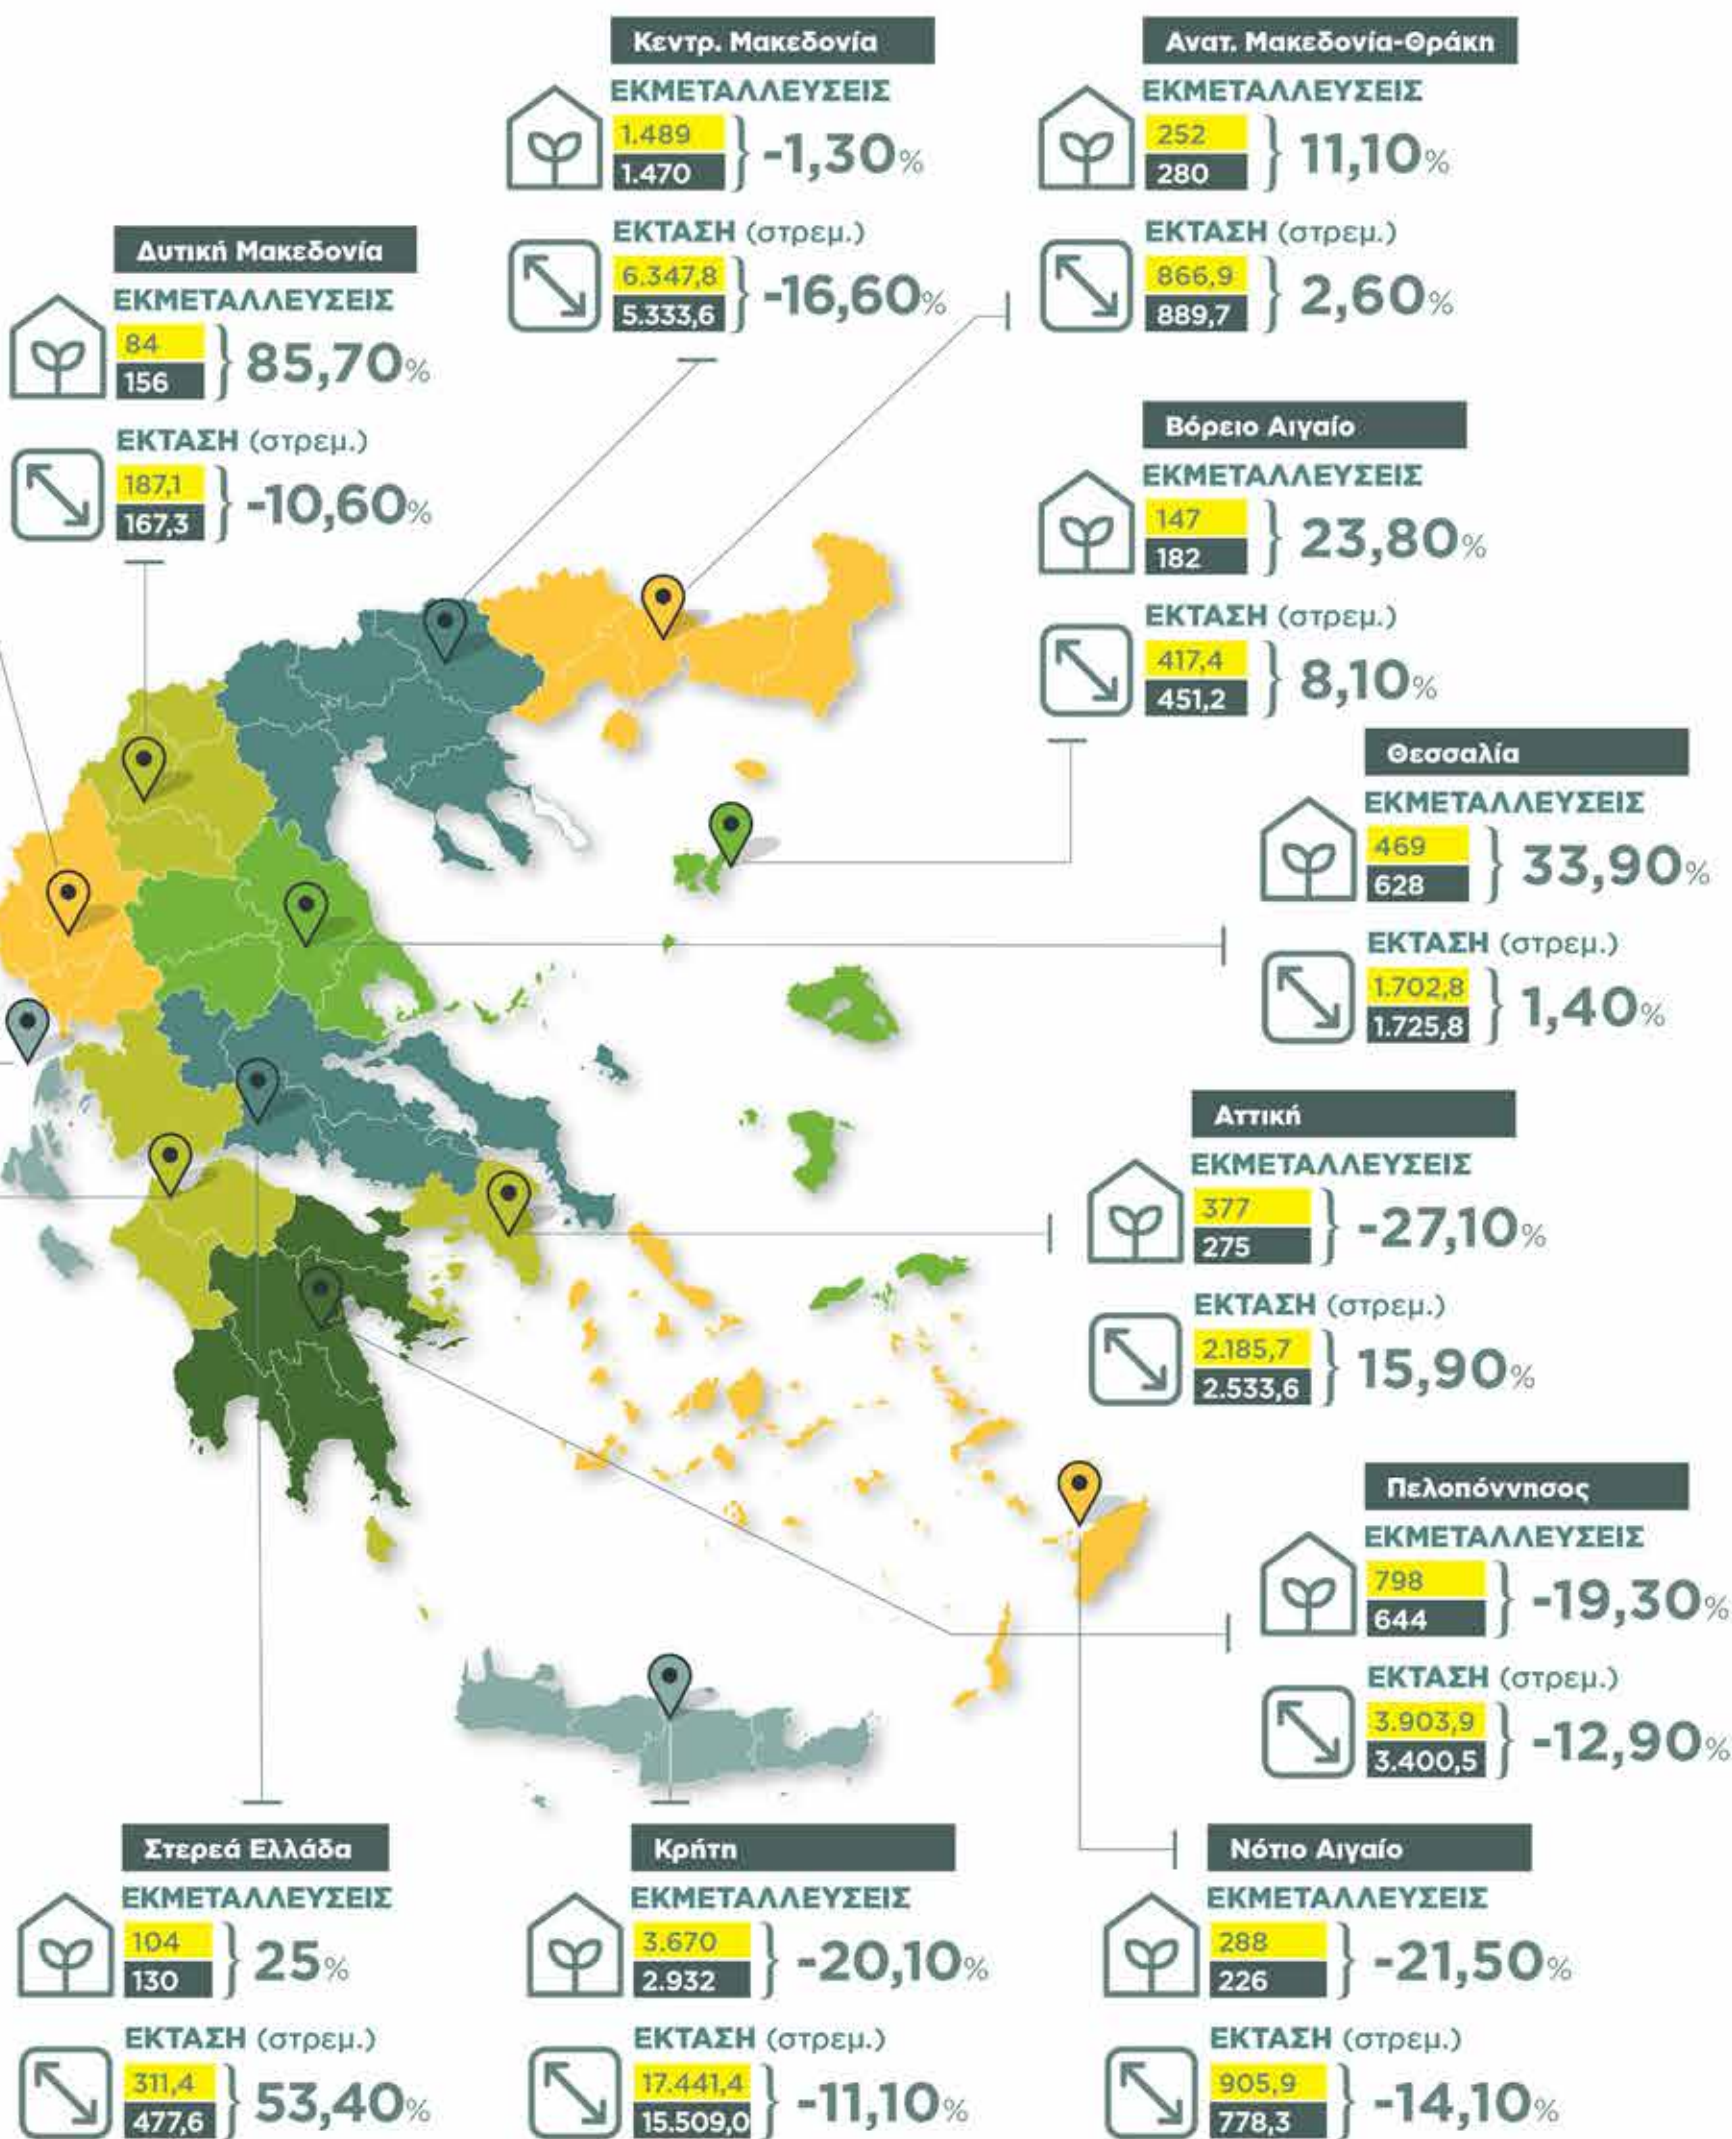 Κεντρ. Μακεδονία
ΕΚΜΕΤΑΛΛΕΥΣΕΙΣ
1.489
1.470
-1,30%
ΕΚΤΑΣΗ (στρεμ.)
6.347,8
5.333,6
-16,60%
Ανατ. Μακεδονία-Θράκη
ΕΚΜΕΤΑΛΛΕΥΣΕΙΣ
252
280
11,10%
ΕΚΤΑΣΗ (στρεμ.)
866,9
889,7
2,60%
Δυτική Μακεδονία
ΕΚΜΕΤΑΛΛΕΥΣΕΙΣ
84
156
85,70%
ΕΚΤΑΣΗ (στρεμ.)
187,1
167,3
-10,60%
Βόρειο Αιγαίο
ΕΚΜΕΤΑΛΛΕΥΣΕΙΣ
147
182
23,80%
ΕΚΤΑΣΗ (στρεμ.)
417,4
451,2
8,10%
Θεσσαλία
ΕΚΜΕΤΑΛΛΕΥΣΕΙΣ
469
628
33,90%
ΕΚΤΑΣΗ (στρεμ.)
1.702,8
1.725,8
1,40%
Αττική
ΕΚΜΕΤΑΛΛΕΥΣΕΙΣ
377
275
-27,10%
ΕΚΤΑΣΗ (στρεμ.)
2.185,7
2.533,6
15,90%
Πελοπόννησος
ΕΚΜΕΤΑΛΛΕΥΣΕΙΣ
798
644
-19,30%
ΕΚΤΑΣΗ (στρεμ.)
3.903,9
3.400,5
-12,90%
Στερεά Ελλάδα
ΕΚΜΕΤΑΛΛΕΥΣΕΙΣ
104
130
25%
ΕΚΤΑΣΗ (στρεμ.)
311,4
477,6
53,40%
Κρήτη
ΕΚΜΕΤΑΛΛΕΥΣΕΙΣ
3.670
2.932
-20,10%
ΕΚΤΑΣΗ (στρεμ.)
17.441,4
15.509,0
-11,10%
Νότιο Αιγαίο
ΕΚΜΕΤΑΛΛΕΥΣΕΙΣ
288
226
-21,50%
ΕΚΤΑΣΗ (στρεμ.)
905,9
778,3
-14,10%